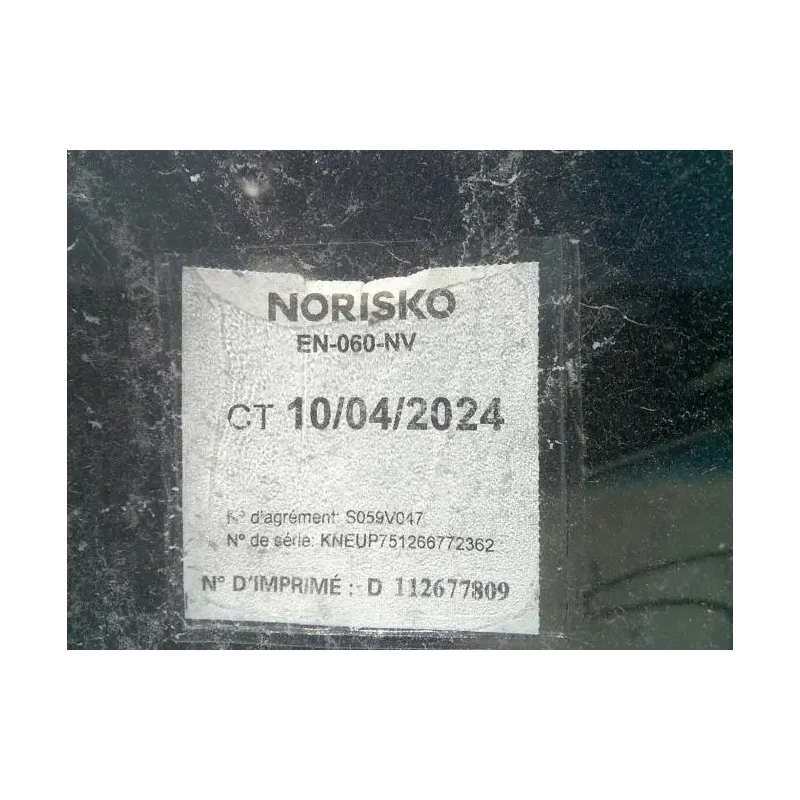 NORISKO
EN-060-NV
CT 10/04/2024
N° d'agrément: S059V047
N° de série: KNEUP751266772362
N° D'IMPRIMÉ : D 112677809